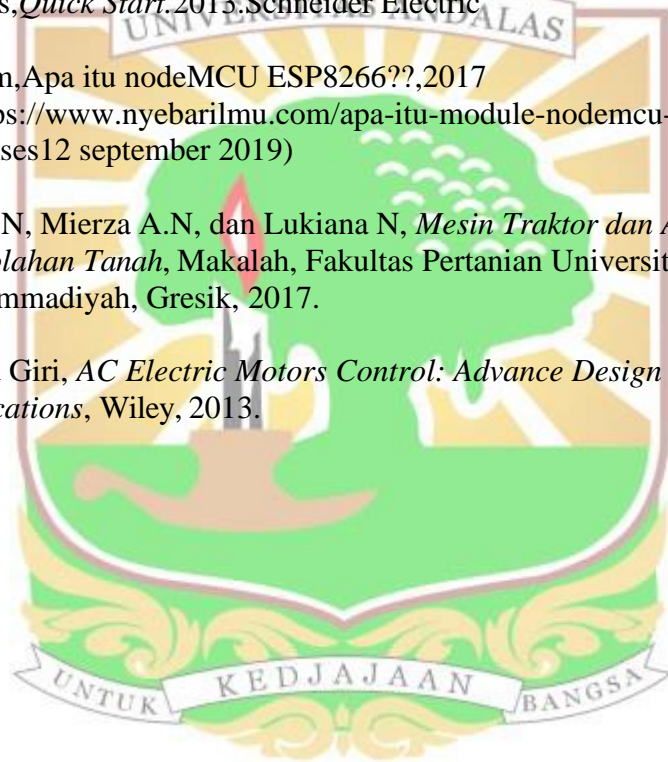 s,Quick Start.2013.Schneider Electric
UNIVERSITAS ANDALAS
m,Apa itu nodeMCU ESP8266??,2017
ps://www.nyebarilmu.com/apa-itu-module-nodemcu-
ses12 september 2019)
N, Mierza A.N, dan Lukiana N, Mesin Traktor dan A
olahan Tanah, Makalah, Fakultas Pertanian Universit
mmadiyah, Gresik, 2017.
Giri, AC Electric Motors Control: Advance Design
cations, Wiley, 2013.
UNTUK KEDJAJAAN BANGSA